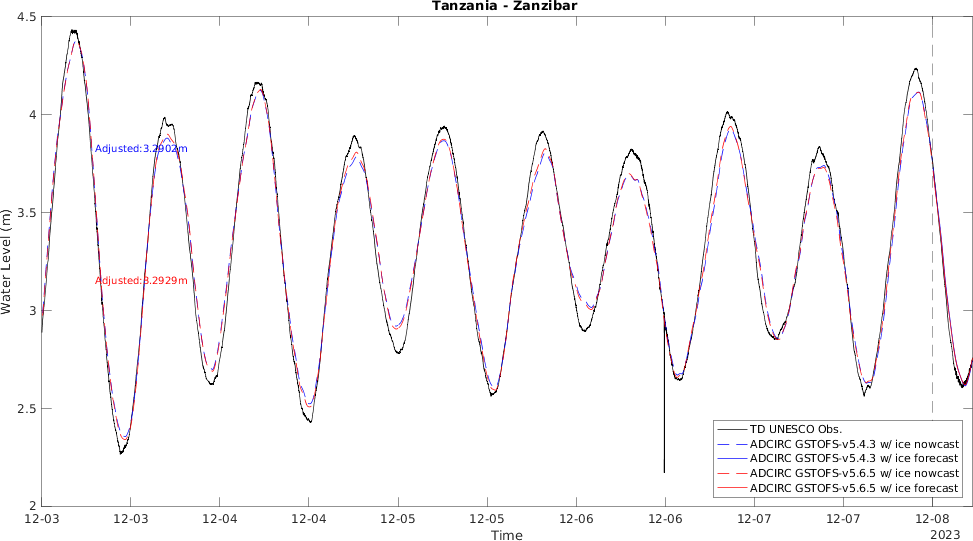 Tanzania - Zanzibar
4.5
4
3.5
3
2.5
2
Water Level (m)
Adjusted:3.2902m
Adjusted:3.2929m
TD UNESCO Obs.
ADCIRC GSTOFS-v5.4.3 w/ ice nowcast
ADCIRC GSTOFS-v5.4.3 w/ ice forecast
ADCIRC GSTOFS-v5.6.5 w/ ice nowcast
ADCIRC GSTOFS-v5.6.5 w/ ice forecast
12-03 12-03 12-04 12-04 12-05 12-05 12-06 12-06 12-07 12-07 12-08
Time
2023